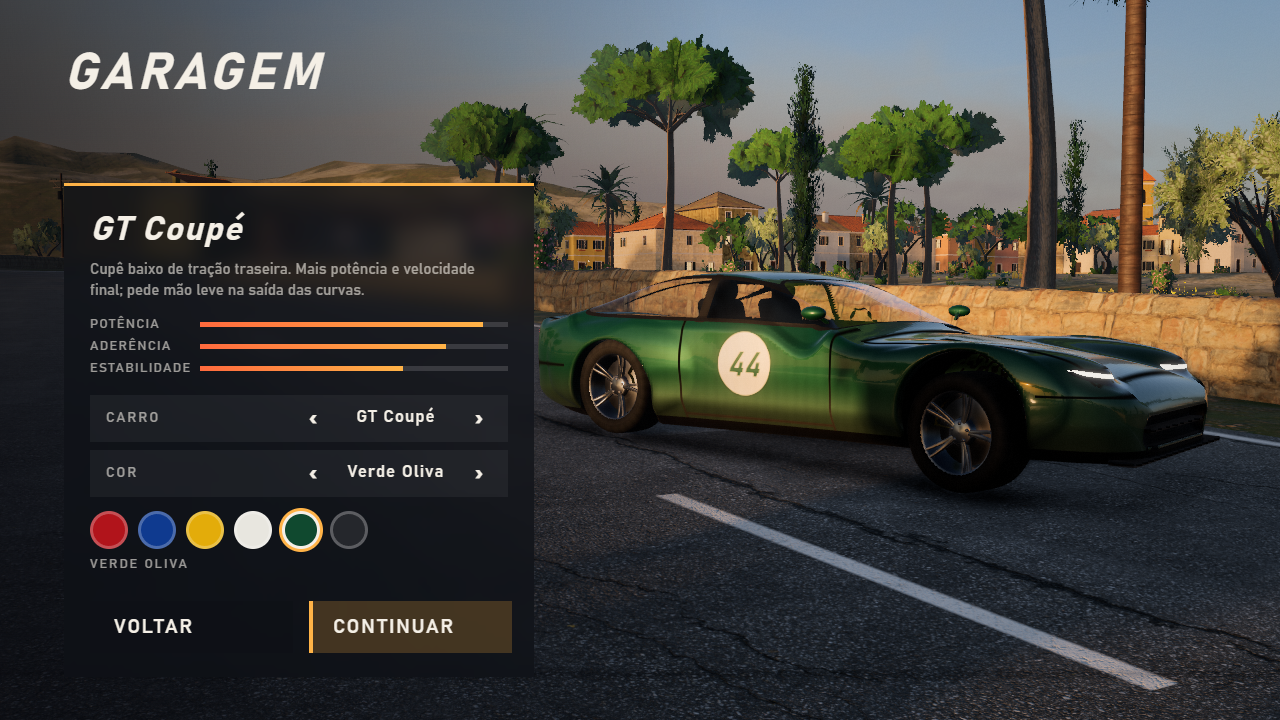 GARAGEM
GT Coupé
Cupê baixo de tração traseira. Mais potência e velocidade
final; pede mão leve na saída das curvas.
POTÊNCIA
ADERÊNCIA
ESTABILIDADE
CARRO ‹ GT Coupé ›
COR ‹ Verde Oliva ›
VERDE OLIVA
VOLTAR CONTINUAR
44